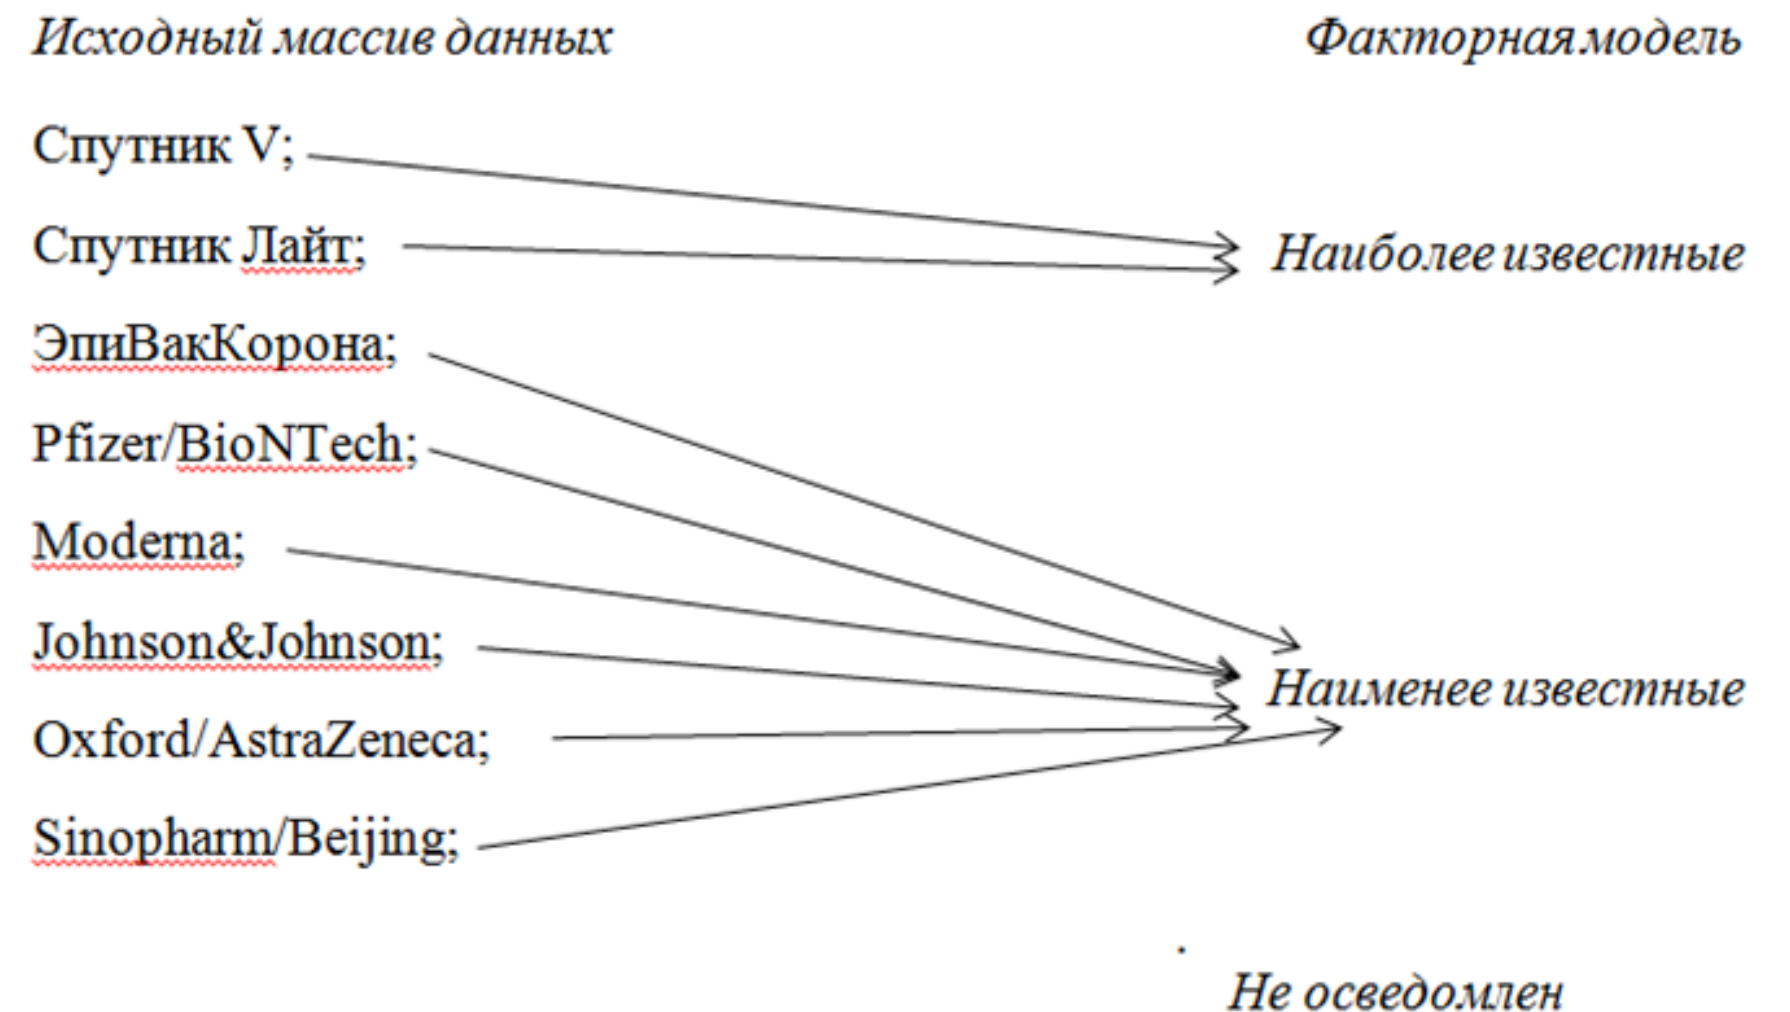 Исходный массив данных
Факторная модель
Спутник V;
Спутник Лайт;
Наиболее известные
ЭпиВакКорона;
Pfizer/BioNTech;
Moderna;
Johnson&Johnson;
Наименее известные
Oxford/AstraZeneca;
Sinopharm/Beijing;
.
Не осведомлен